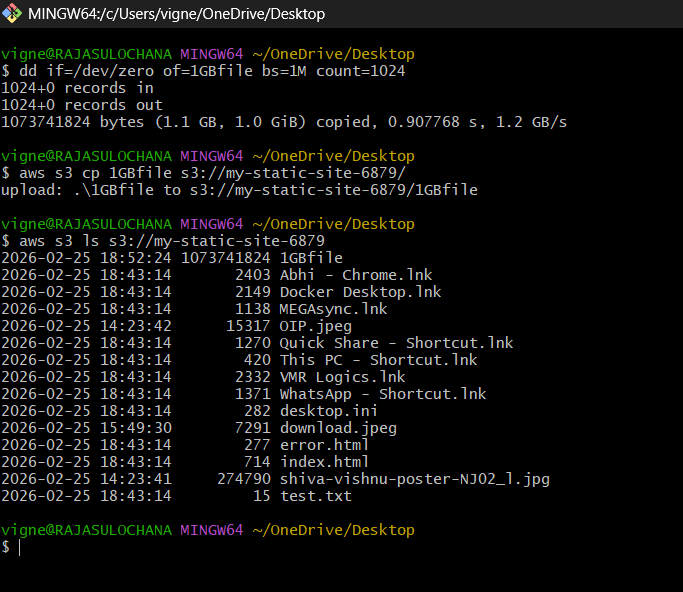 MINGW64:/c/Users/vigne/OneDrive/Desktop
vigne@RAJASULOCHANA MINGW64 ~/OneDrive/Desktop
$ dd if=/dev/zero of=1GBfile bs=1M count=1024
1024+0 records in
1024+0 records out
1073741824 bytes (1.1 GB, 1.0 GiB) copied, 0.907768 s, 1.2 GB/s
vigne@RAJASULOCHANA MINGW64 ~/OneDrive/Desktop
$ aws s3 cp 1GBfile s3://my-static-site-6879/
upload: .\1GBfile to s3://my-static-site-6879/1GBfile
vigne@RAJASULOCHANA MINGW64 ~/OneDrive/Desktop
$ aws s3 ls s3://my-static-site-6879
2026-02-25 18:52:24 1073741824 1GBfile
2026-02-25 18:43:14       2403 Abhi - Chrome.lnk
2026-02-25 18:43:14       2149 Docker Desktop.lnk
2026-02-25 18:43:14       1138 MEGAsync.lnk
2026-02-25 14:23:42      15317 OIP.jpeg
2026-02-25 18:43:14       1270 Quick Share - Shortcut.lnk
2026-02-25 18:43:14        420 This PC - Shortcut.lnk
2026-02-25 18:43:14       2332 VMR Logics.lnk
2026-02-25 18:43:14       1371 WhatsApp - Shortcut.lnk
2026-02-25 18:43:14        282 desktop.ini
2026-02-25 15:49:30       7291 download.jpeg
2026-02-25 18:43:14        277 error.html
2026-02-25 18:43:14        714 index.html
2026-02-25 14:23:41     274790 shiva-vishnu-poster-NJO2_l.jpg
2026-02-25 18:43:14         15 test.txt
vigne@RAJASULOCHANA MINGW64 ~/OneDrive/Desktop
$